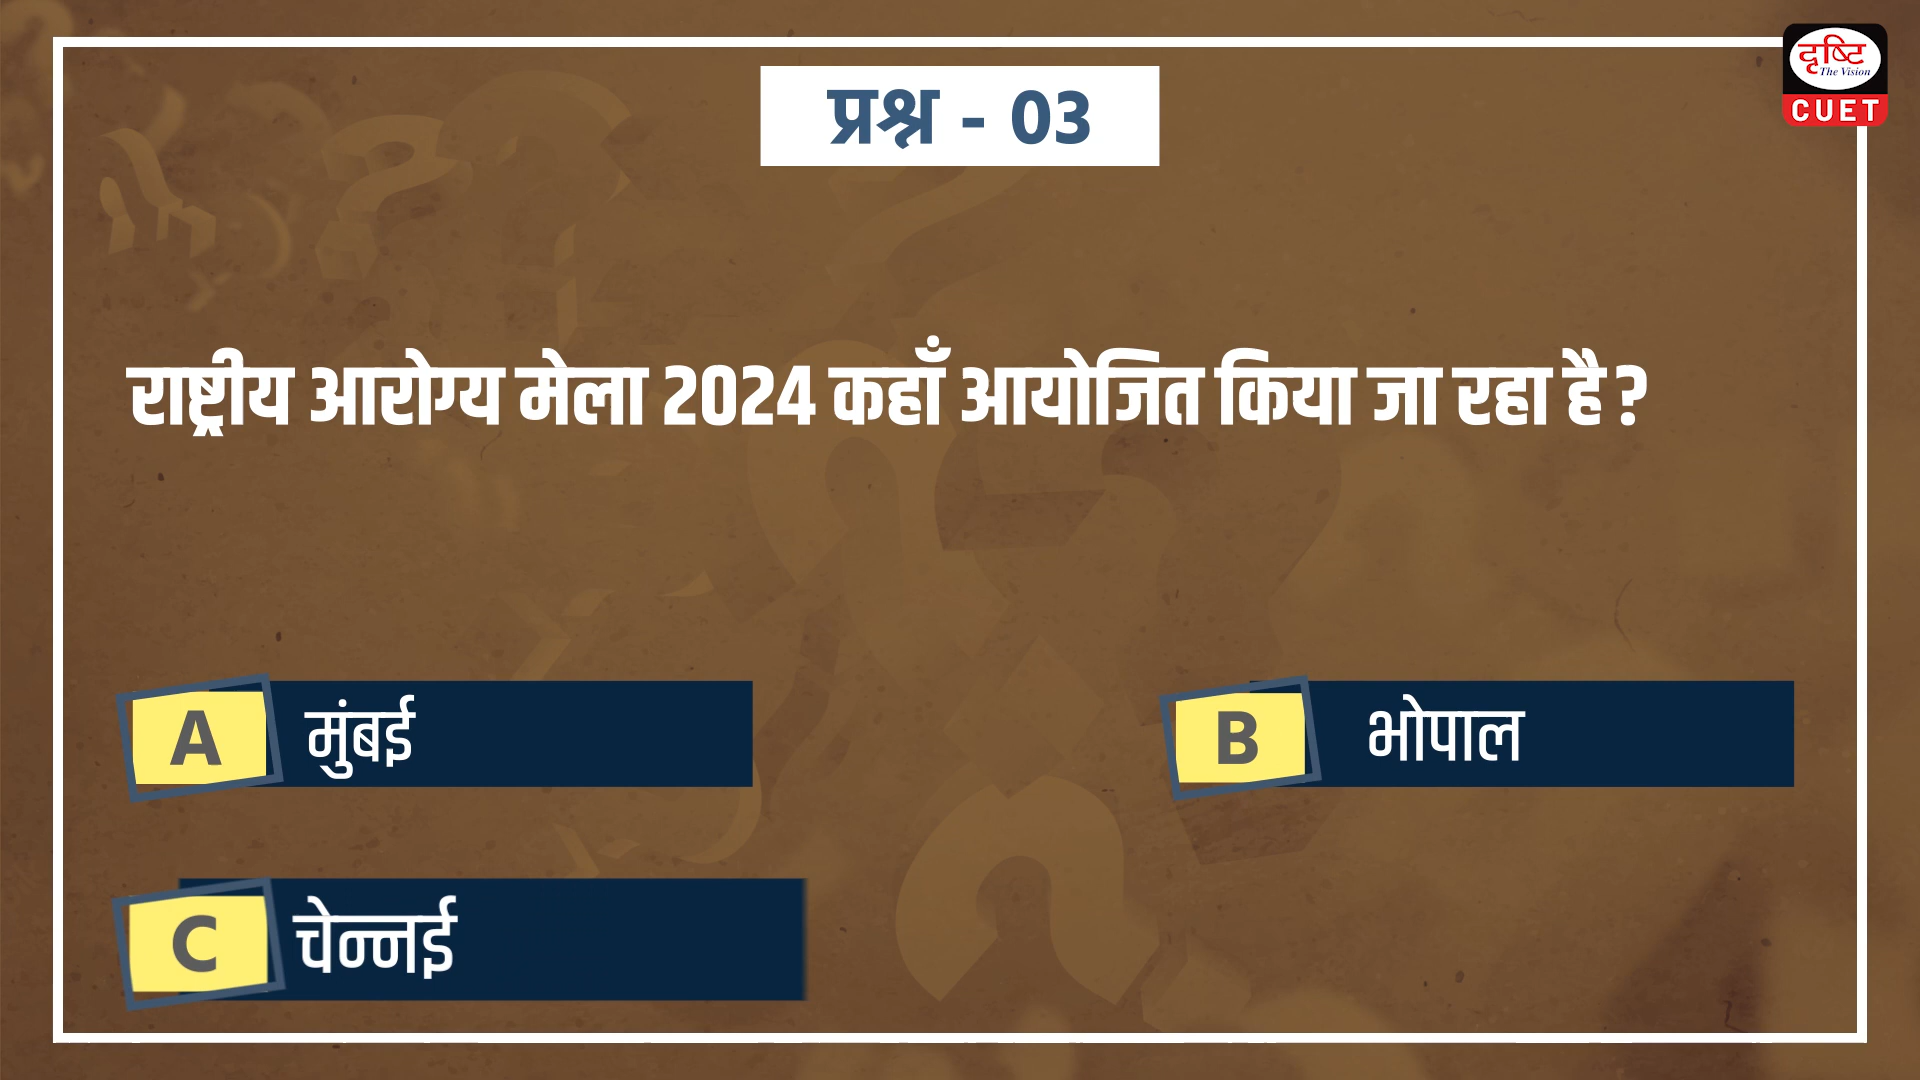 दृष्टि
The Vision
CUET
प्रश्न - 03
राष्ट्रीय आरोग्य मेला 2024 कहाँ आयोजित किया जा रहा है ?
A मुंबई
B भोपाल
C चेन्नई